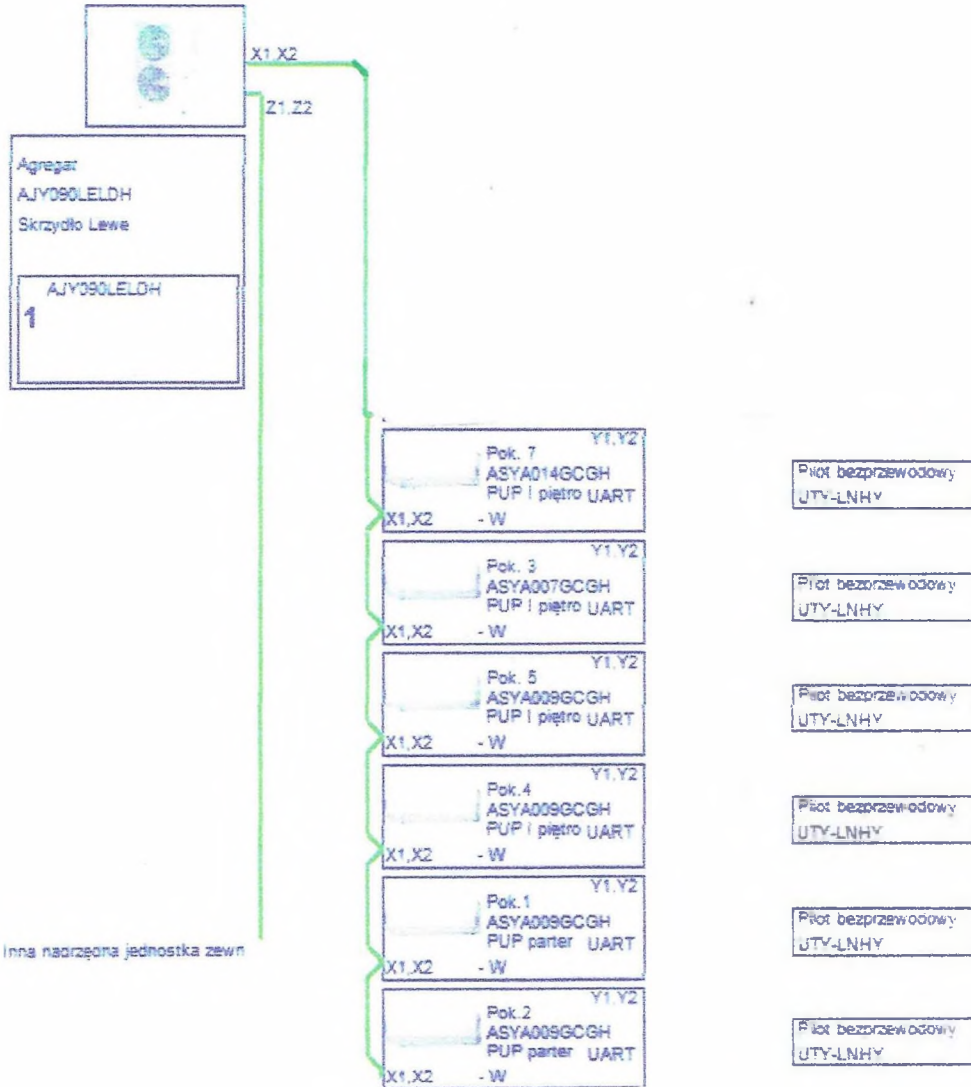 X1,X2
Z1,Z2
Agregat
AJY090LELDH
Skrzydło Lewe
AJY090LELDH
1
Y1,Y2
Pok. 7
ASYA014GCGH
PUP I piętro UART
X1,X2 - W
Pilot bezprzewodowy
UTY-LNHY
Y1,Y2
Pok. 3
ASYA007GCGH
PUP I piętro UART
X1,X2 - W
Pilot bezprzewodowy
UTY-LNHY
Y1,Y2
Pok. 5
ASYA009GCGH
PUP I piętro UART
X1,X2 - W
Pilot bezprzewodowy
UTY-LNHY
Y1,Y2
Pok.4
ASYA009GCGH
PUP I piętro UART
X1,X2 - W
Pilot bezprzewodowy
UTY-LNHY
Y1,Y2
Pok.1
ASYA009GCGH
PUP parter UART
X1,X2 - W
Pilot bezprzewodowy
UTY-LNHY
Inna nadrzędna jednostka zewn
Y1,Y2
Pok.2
ASYA009GCGH
PUP parter UART
X1,X2 - W
Pilot bezprzewodowy
UTY-LNHY